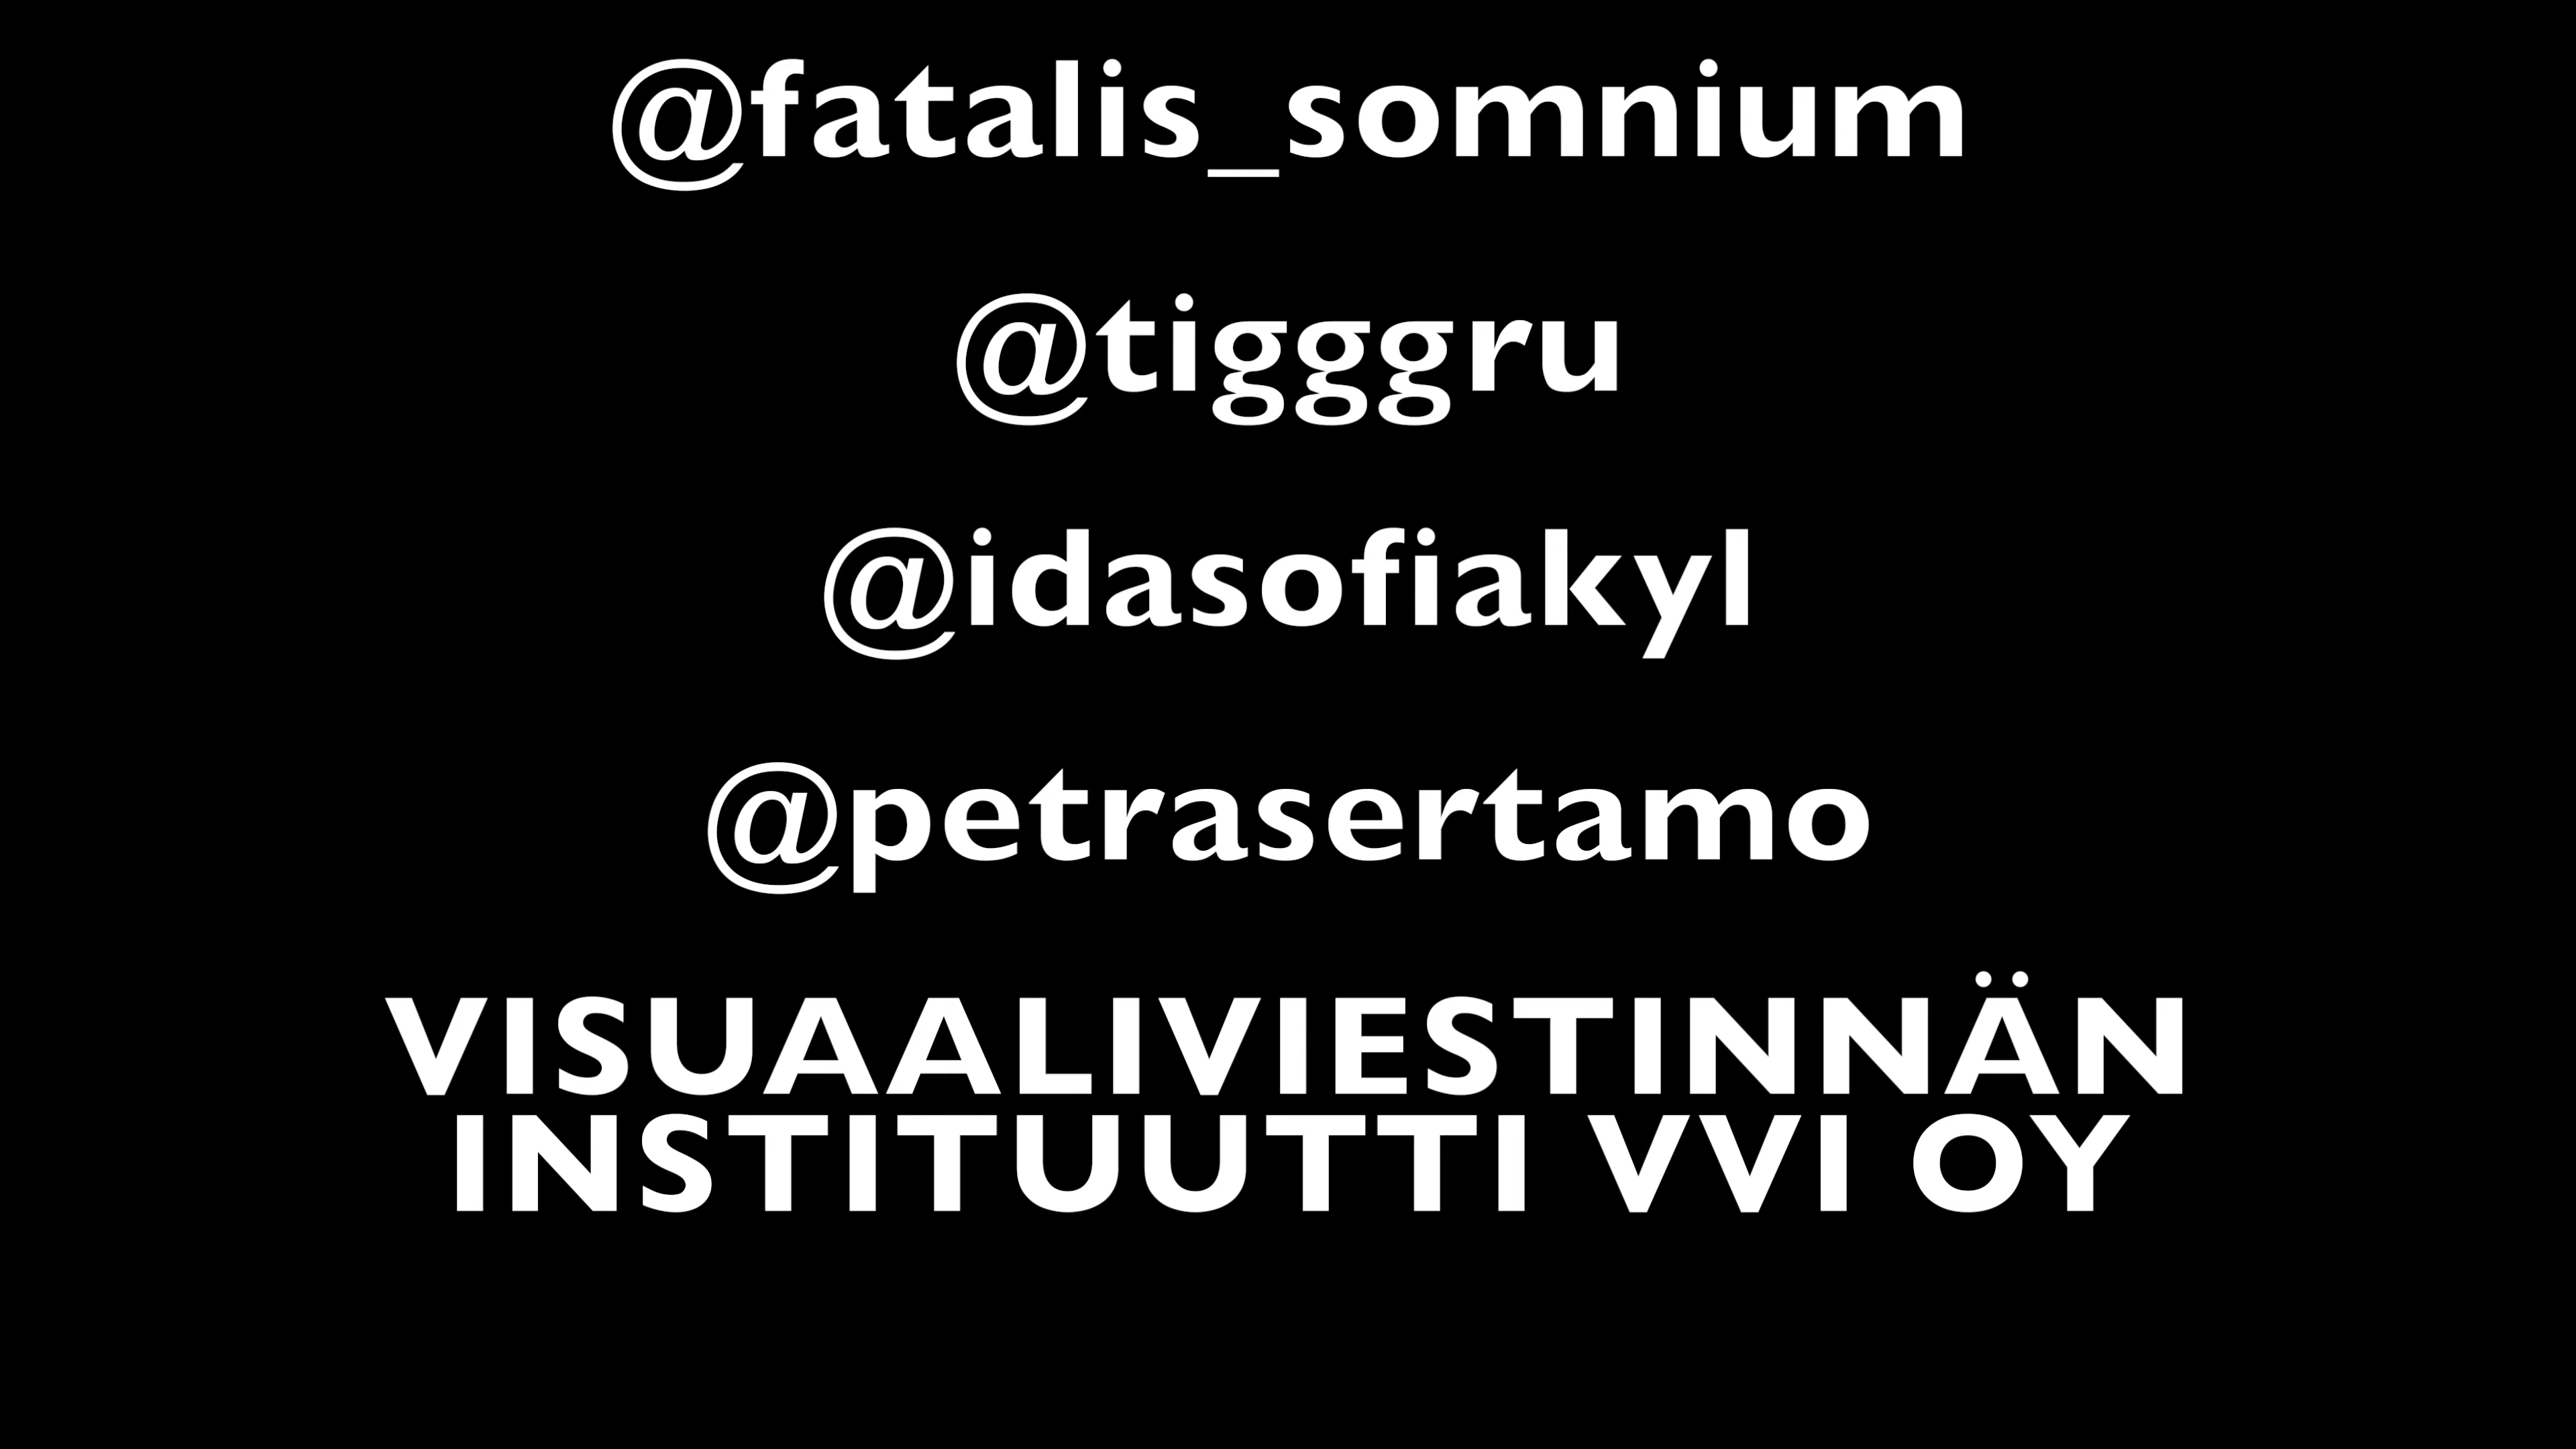 @fatalis_somnium
@tigggru
@idasofiakyl
@petrasertamo
VISUAALIVIESTINNÄN
INSTITUUTTI VVI OY